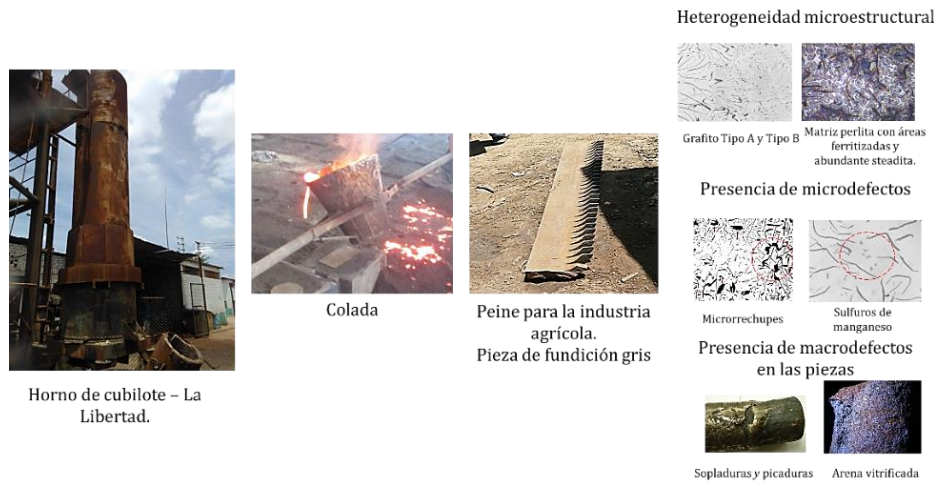 Horno de cubilote – La
Libertad.
Colada
Peine para la industria
agrícola.
Pieza de fundición gris
Heterogeneidad microestructural
Grafito Tipo A y Tipo B
Matriz perlita con áreas
ferritizadas y
abundante steadita.
Presencia de microdefectos
Microrrechupes
Sulfuros de
manganeso
Presencia de macrodefectos
en las piezas
Sopladuras y picaduras
Arena vitrificada